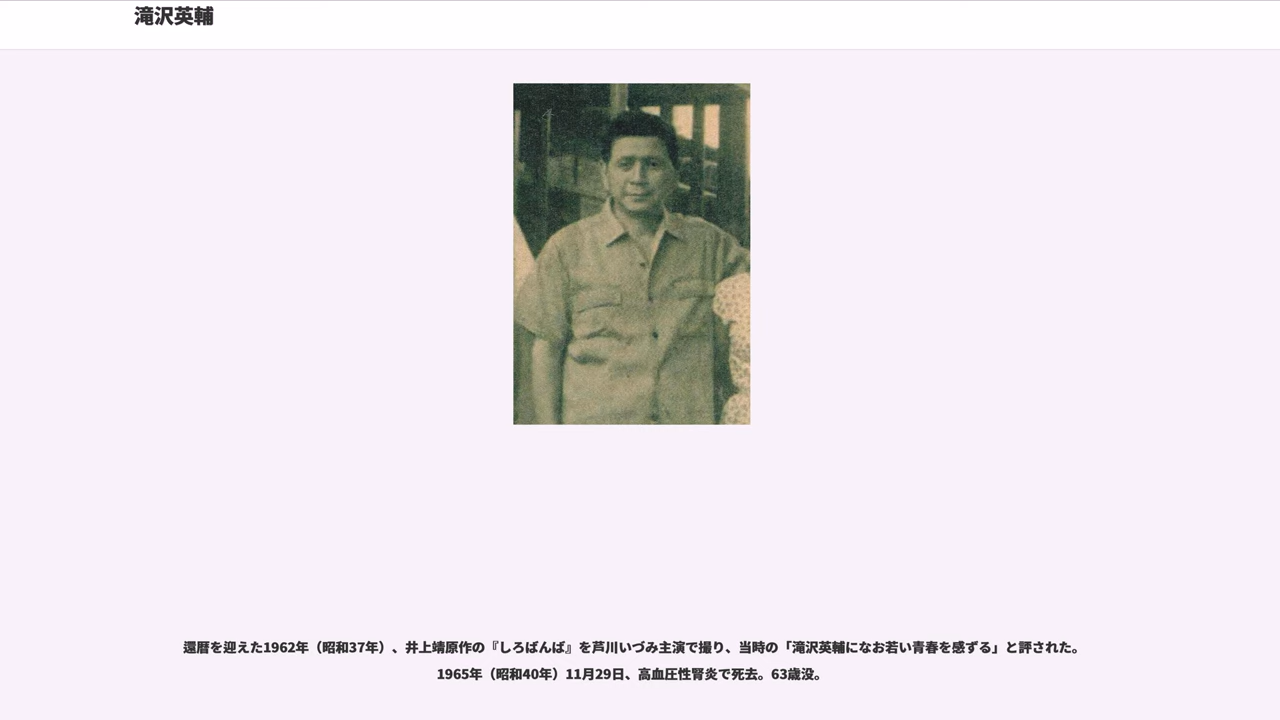 滝沢英輔
還暦を迎えた1962年（昭和37年）、井上靖原作の『しろばんば』を芦川いづみ主演で撮り、当時の「滝沢英輔になお若い青春を感ずる」と評された。
1965年（昭和40年）11月29日、高血圧性腎炎で死去。63歳没。